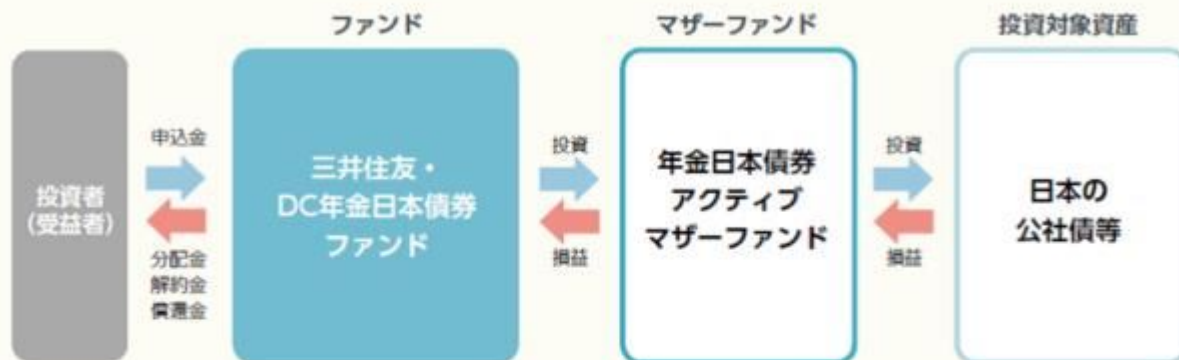 ファンド
マザーファンド
投資対象資産
投資者
(受益者)
申込金
分配金
解約金
償還金
三井住友・
DC年金日本債券
ファンド
投資
損益
年金日本債券
アクティブ
マザーファンド
投資
損益
日本の
公社債等